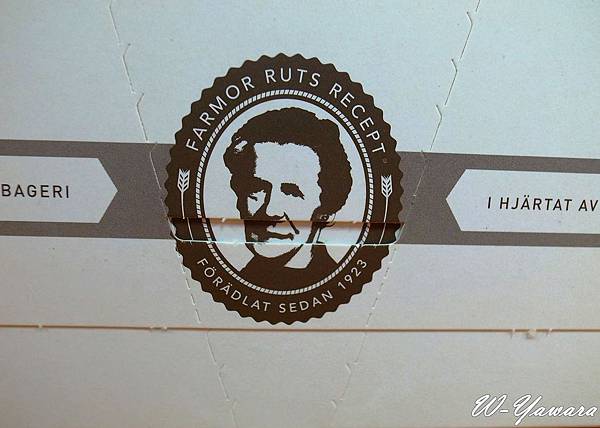 FARMOR RUTS RECEPT
BAGERI
I HJÄRTAT AV
FÖRÄDLAT SEDAN 1923
W-Yawara